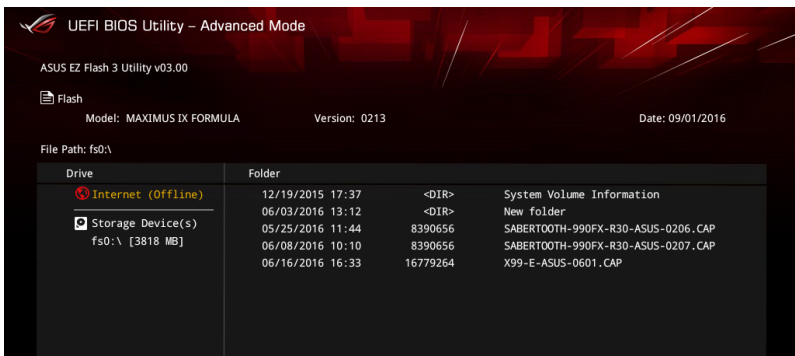 UEFI BIOS Utility – Advanced Mode
ASUS EZ Flash 3 Utility v03.00
Flash
Model: MAXIMUS IX FORMULA Version: 0213 Date: 09/01/2016
File Path: fs0:\
Drive Folder
Internet (Offline) 12/19/2015 17:37 <DIR> System Volume Information
06/03/2016 13:12 <DIR> New folder
Storage Device(s) 05/25/2016 11:44 8390656 SABERTOOTH-990FX-R30-ASUS-0206.CAP
fs0:\ [3818 MB] 06/08/2016 10:10 8390656 SABERTOOTH-990FX-R30-ASUS-0207.CAP
06/16/2016 16:33 16779264 X99-E-ASUS-0601.CAP